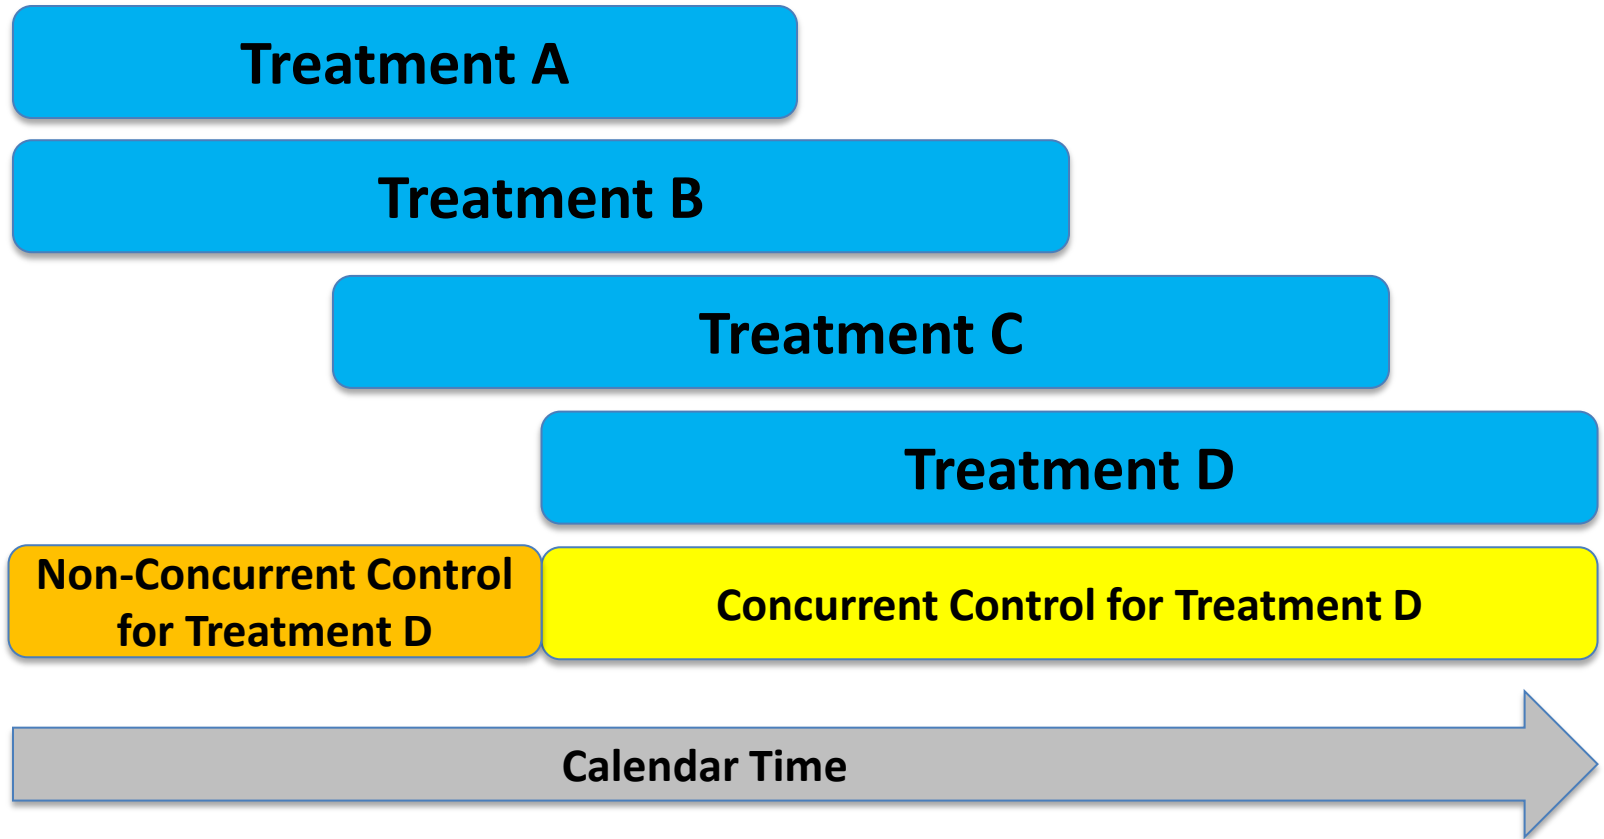 Treatment A
Treatment B
Treatment C
Treatment D
Non-Concurrent Control
for Treatment D
Concurrent Control for Treatment D
Calendar Time